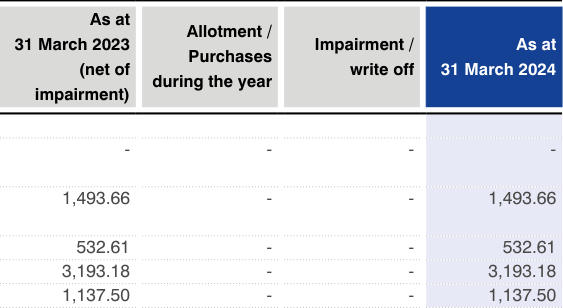 As at
31 March 2023
(net of
impairment)
Allotment /
Purchases
during the year
Impairment /
write off
As at
31 March 2024
- - - -
1,493.66 - - 1,493.66
532.61 - - 532.61
3,193.18 - - 3,193.18
1,137.50 - - 1,137.50